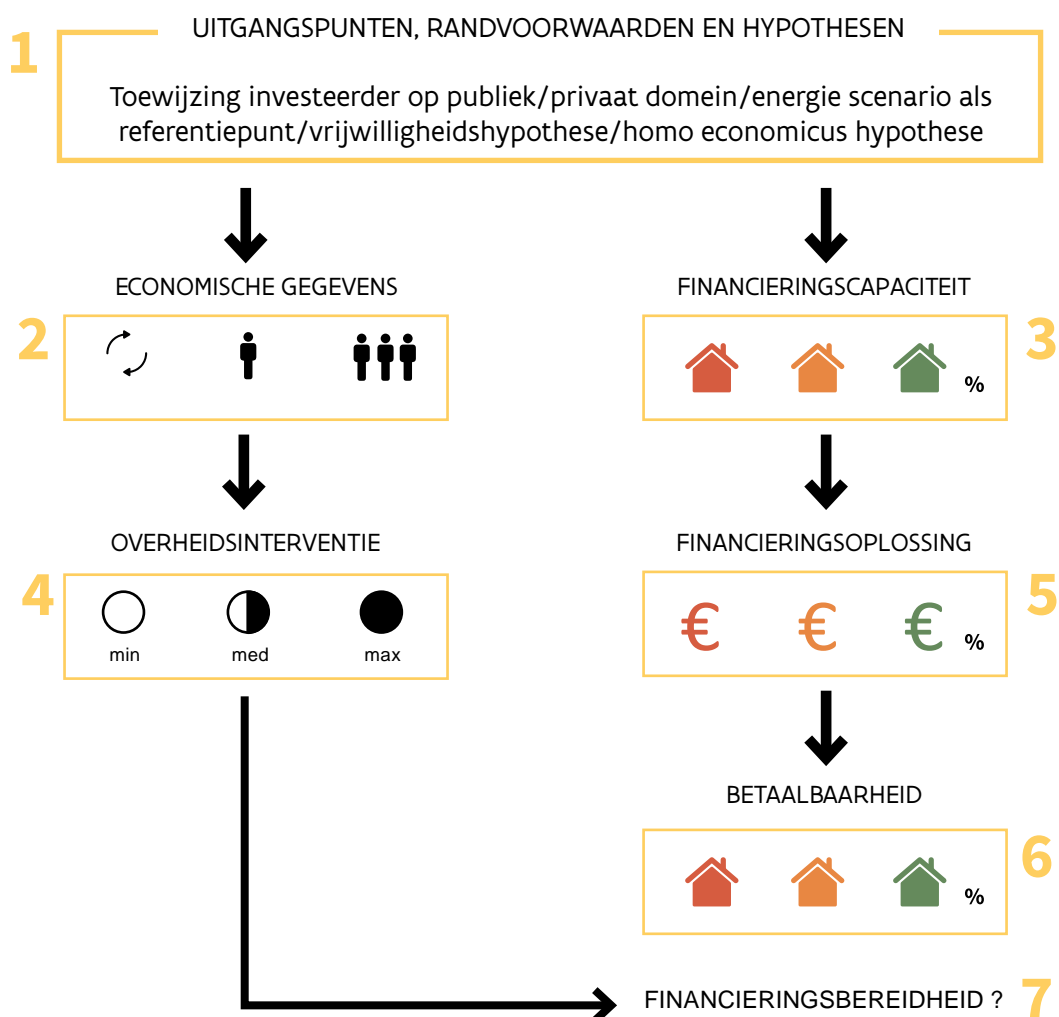 1
UITGANGSPUNTEN, RANDVOORWAARDEN EN HYPOTHESEN
Toewijzing investeerder op publiek/privaat domein/energie scenario als
referentiepunt/vrijwilligheidshypothese/homo economicus hypothese
ECONOMISCHE GEGEVENS
2
FINANCIERINGSCAPACITEIT
3
%
OVERHEIDSINTERVENTIE
4
min med max
FINANCIERINGSOPLOSSING
5
€ € € %
BETAALBAARHEID
6
%
FINANCIERINGSBEREIDHEID ? 7